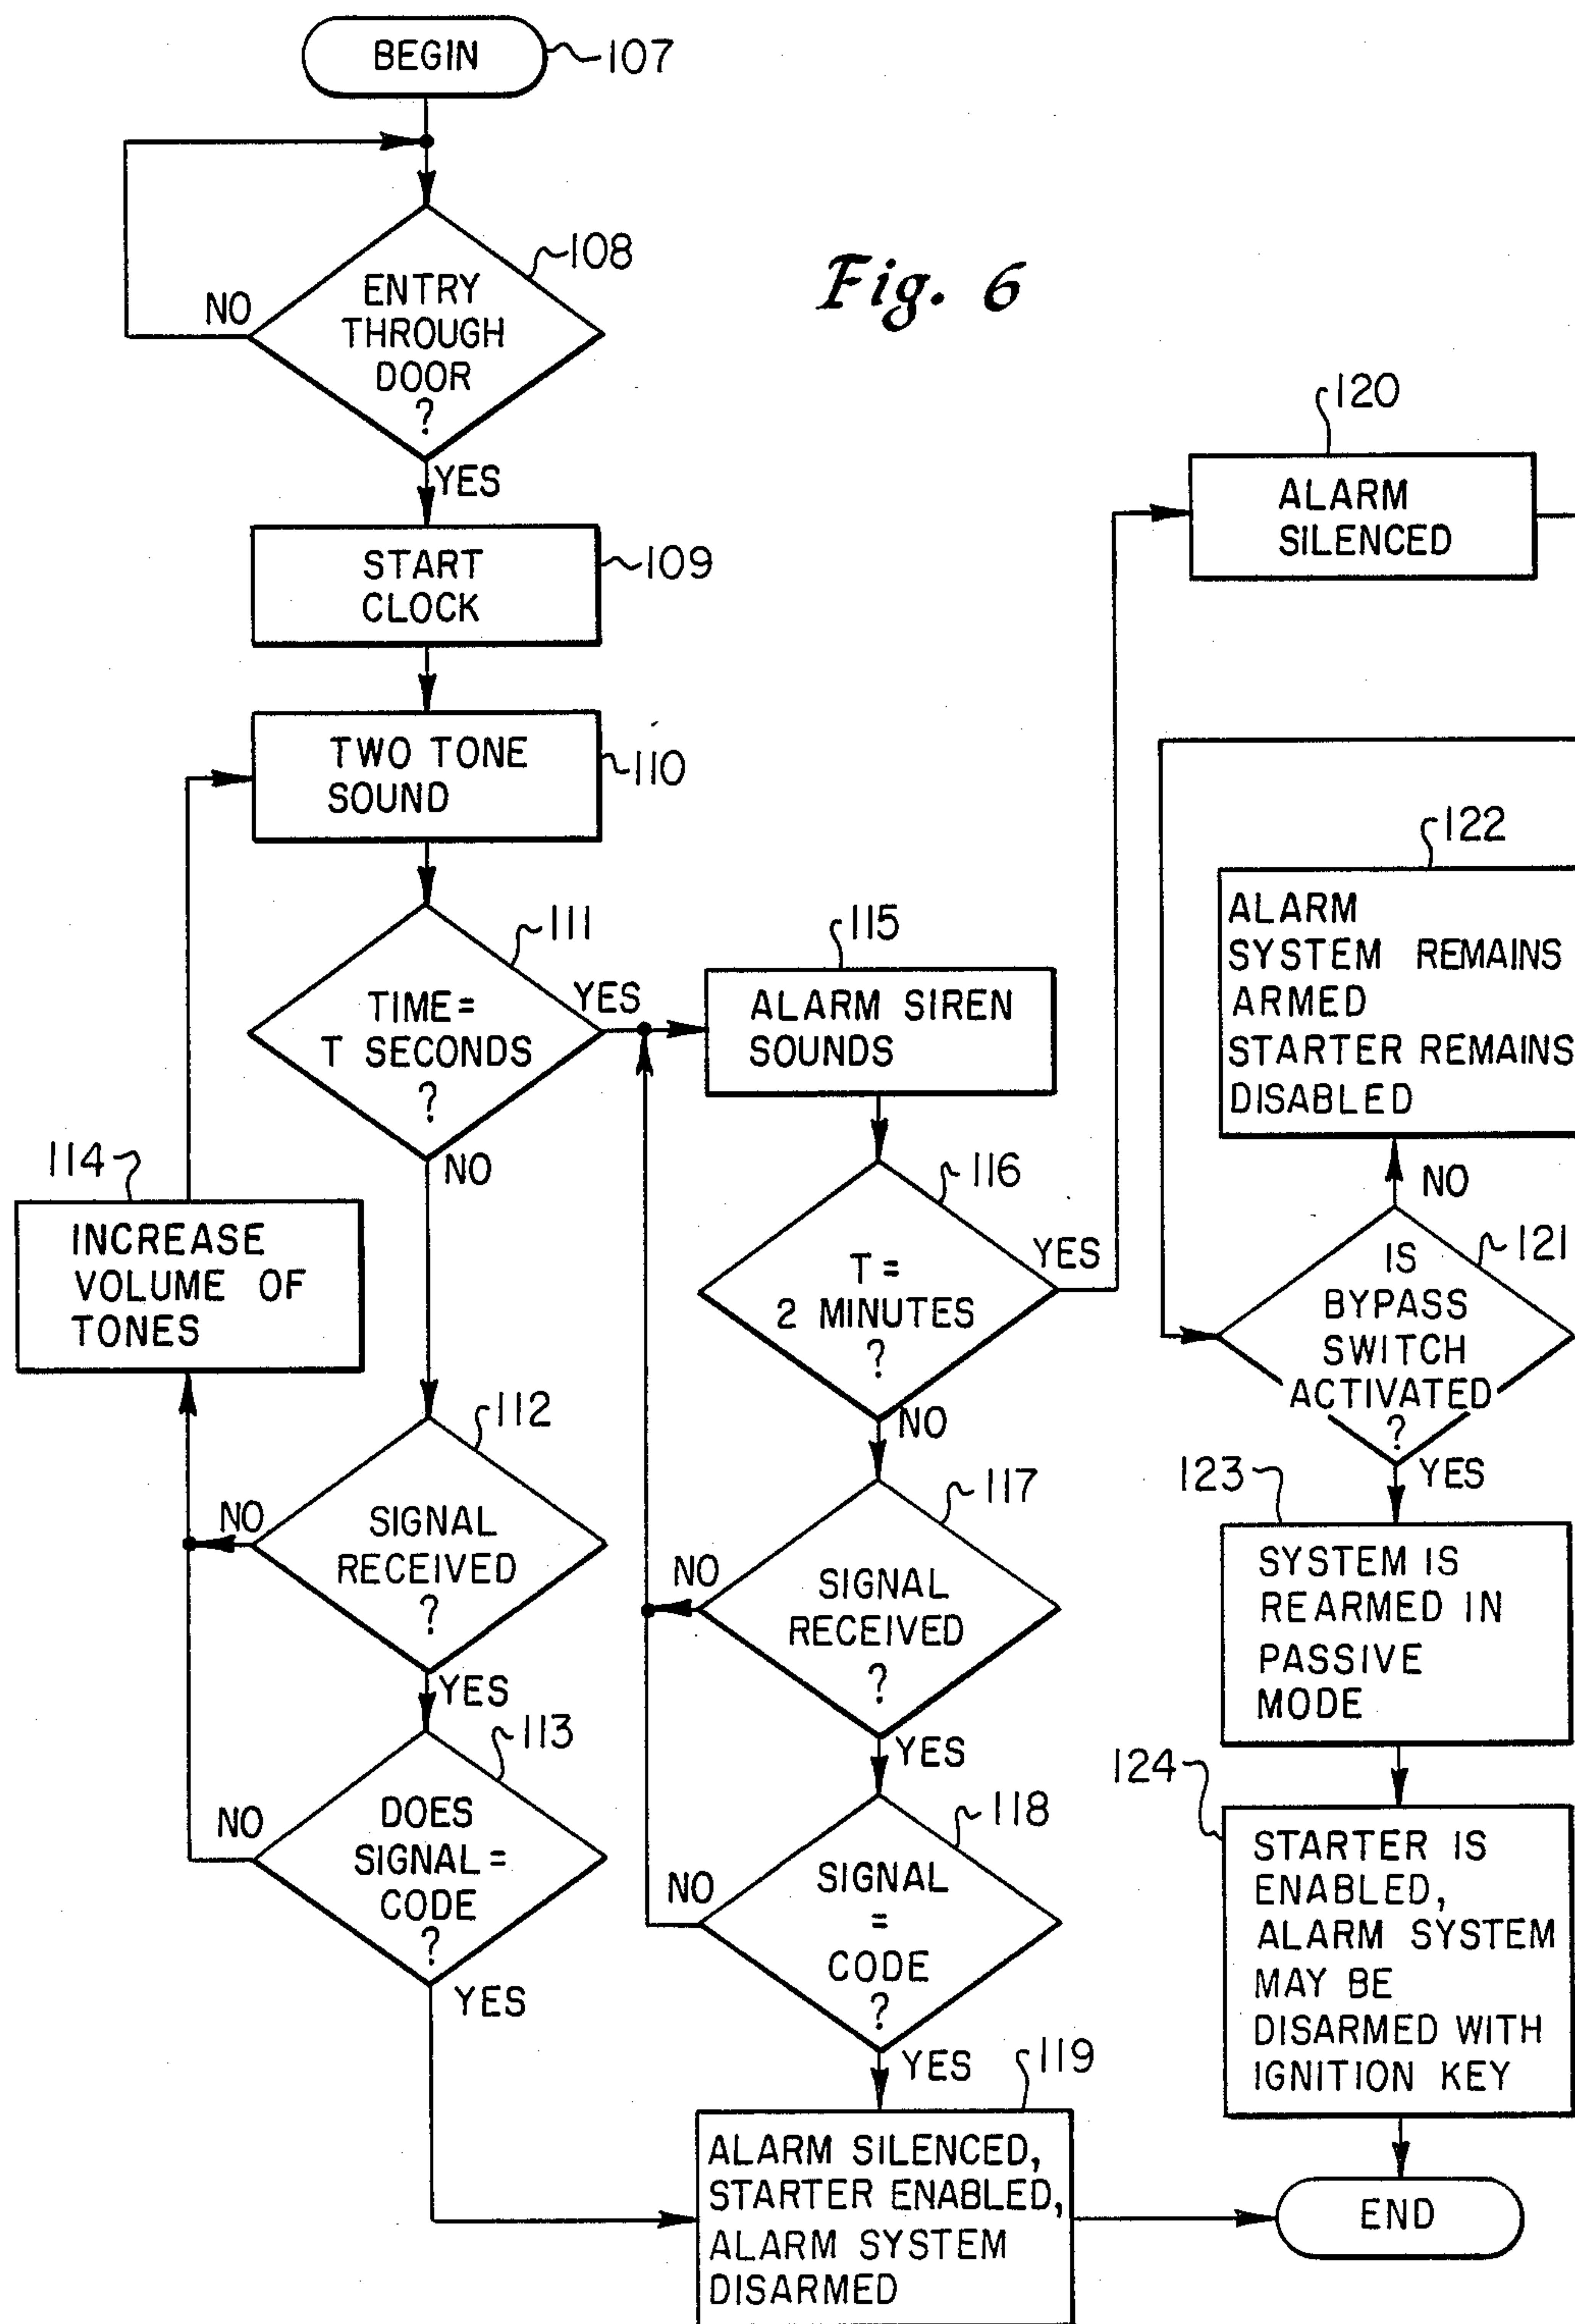 BEGIN
107
108
NO
ENTRY
THROUGH
DOOR
?
Fig. 6
YES
START
CLOCK
109
TWO TONE
SOUND
110
111
TIME=
T SECONDS
?
YES
NO
114
INCREASE
VOLUME OF
TONES
112
NO
SIGNAL
RECEIVED
?
YES
113
NO
DOES
SIGNAL=
CODE
?
YES
115
ALARM SIREN
SOUNDS
116
T=
2 MINUTES
?
YES
NO
117
NO
SIGNAL
RECEIVED
?
YES
118
NO
SIGNAL
=
CODE
?
YES
119
ALARM SILENCED,
STARTER ENABLED,
ALARM SYSTEM
DISARMED
120
ALARM
SILENCED
122
ALARM
SYSTEM REMAINS
ARMED
STARTER REMAINS
DISABLED
NO
121
IS
BYPASS
SWITCH
ACTIVATED
?
YES
123
SYSTEM IS
REARMED IN
PASSIVE
MODE
124
STARTER IS
ENABLED,
ALARM SYSTEM
MAY BE
DISARMED WITH
IGNITION KEY
END